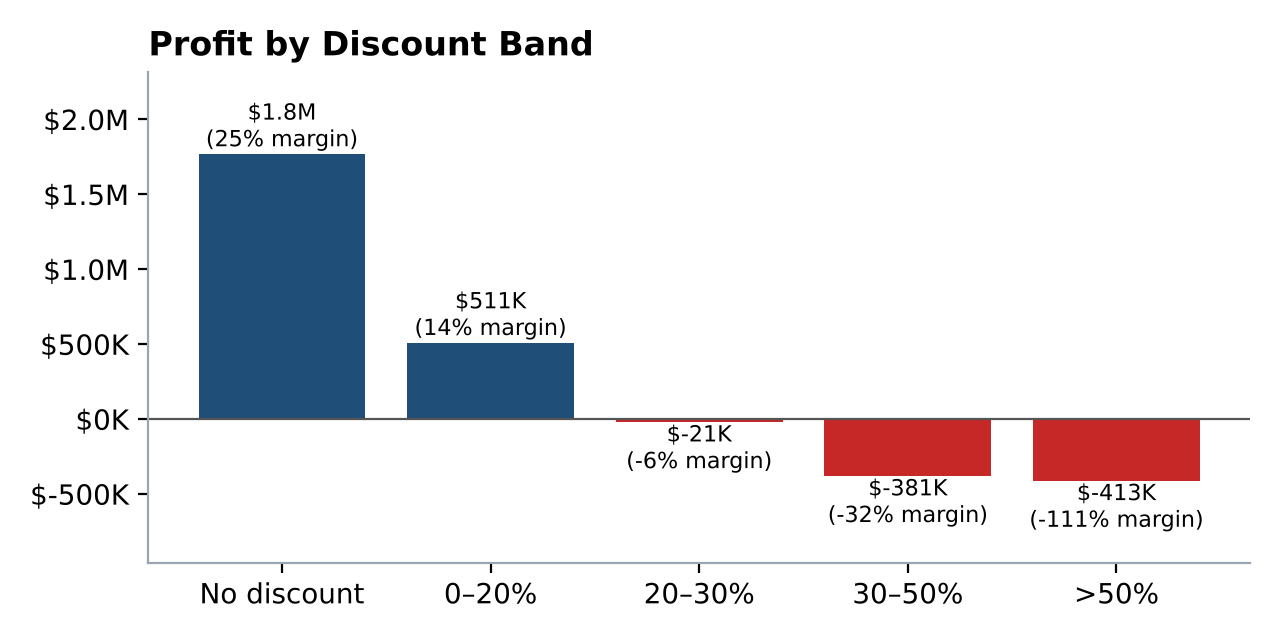 Profit by Discount Band
$2.0M
$1.5M
$1.0M
$500K
$0K
$-500K
$1.8M
(25% margin)
$511K
(14% margin)
$-21K
(-6% margin)
$-381K
(-32% margin)
$-413K
(-111% margin)
No discount
0–20%
20–30%
30–50%
>50%